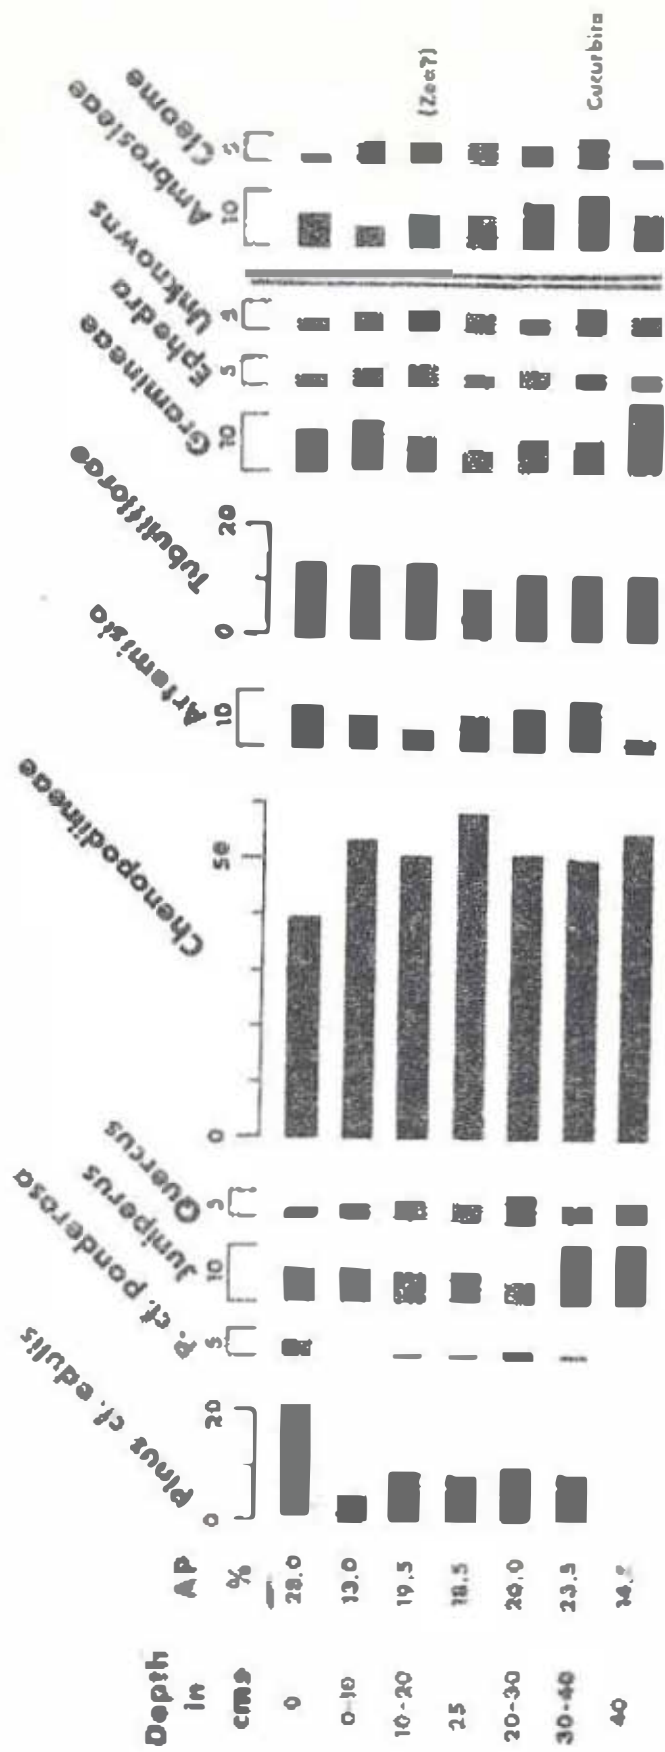 Depth in cms
AP %
Pinus cf. edulis
P. cf. ponderosa
Juniperus
Quercus
Chenopodiineae
Artemisia
Tubuliflorae
Gramineae
Ephedra
Unknowns
Ambrosieae
Cleome
0 20
5
10
5
0 50
10
0 20
10
5
5
10
5
0 28.0
0-10 13.0
10-20 19.5 (Zea?)
25 18.5
20-30 20.0
30-40 23.5 Cucurbita
40